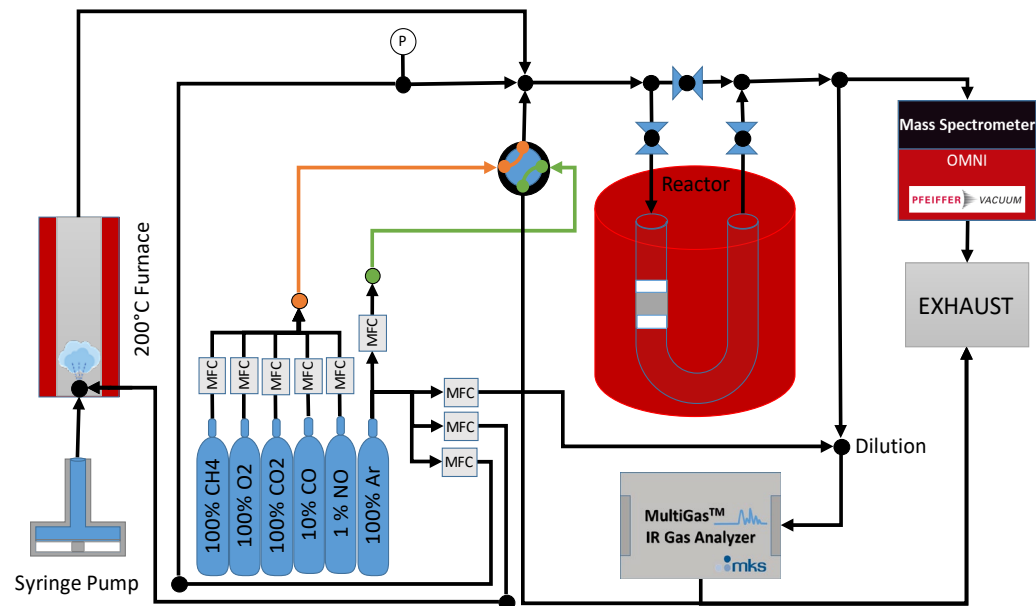 P
Mass Spectrometer
OMNI
PFEIFFER VACUUM
Reactor
200°C Furnace
EXHAUST
MFC
MFC
MFC
MFC
MFC
MFC
MFC
MFC
MFC
Dilution
100% CH4
100% O2
100% CO2
10% CO
1 % NO
100% Ar
MultiGas™
IR Gas Analyzer
mks
Syringe Pump